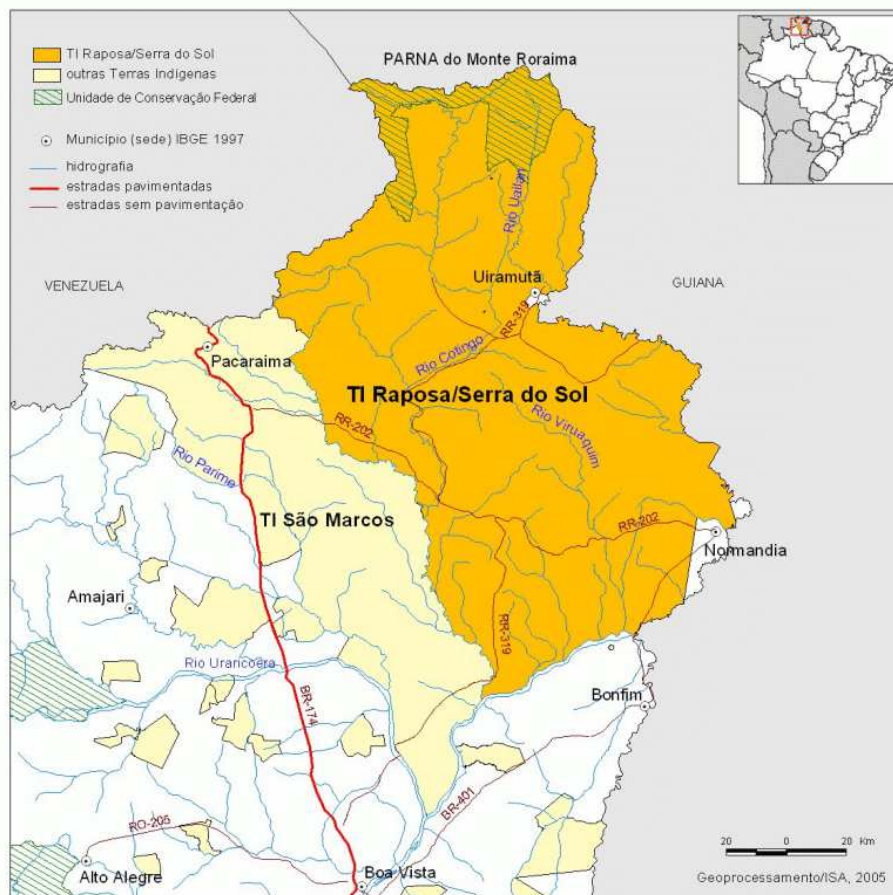 TI Raposa/Serra do Sol
outras Terras Indígenas
Unidade de Conservação Federal
Município (sede) IBGE 1997
hidrografia
estradas pavimentadas
estradas sem pavimentação
PARNA do Monte Roraima
Rio Uailan
VENEZUELA
Uiramutã
GUIANA
RR-319
Pacaraima
Rio Cotingo
TI Raposa/Serra do Sol
RR-202
Rio Viruaquim
Rio Parime
TI São Marcos
RR-202
Normandia
Amajari
RR-319
Rio Uraricoera
Bonfim
BR-174
BR-401
RO-205
Alto Alegre
Boa Vista
20 0 20 Km
Geoprocessamento/ISA, 2005